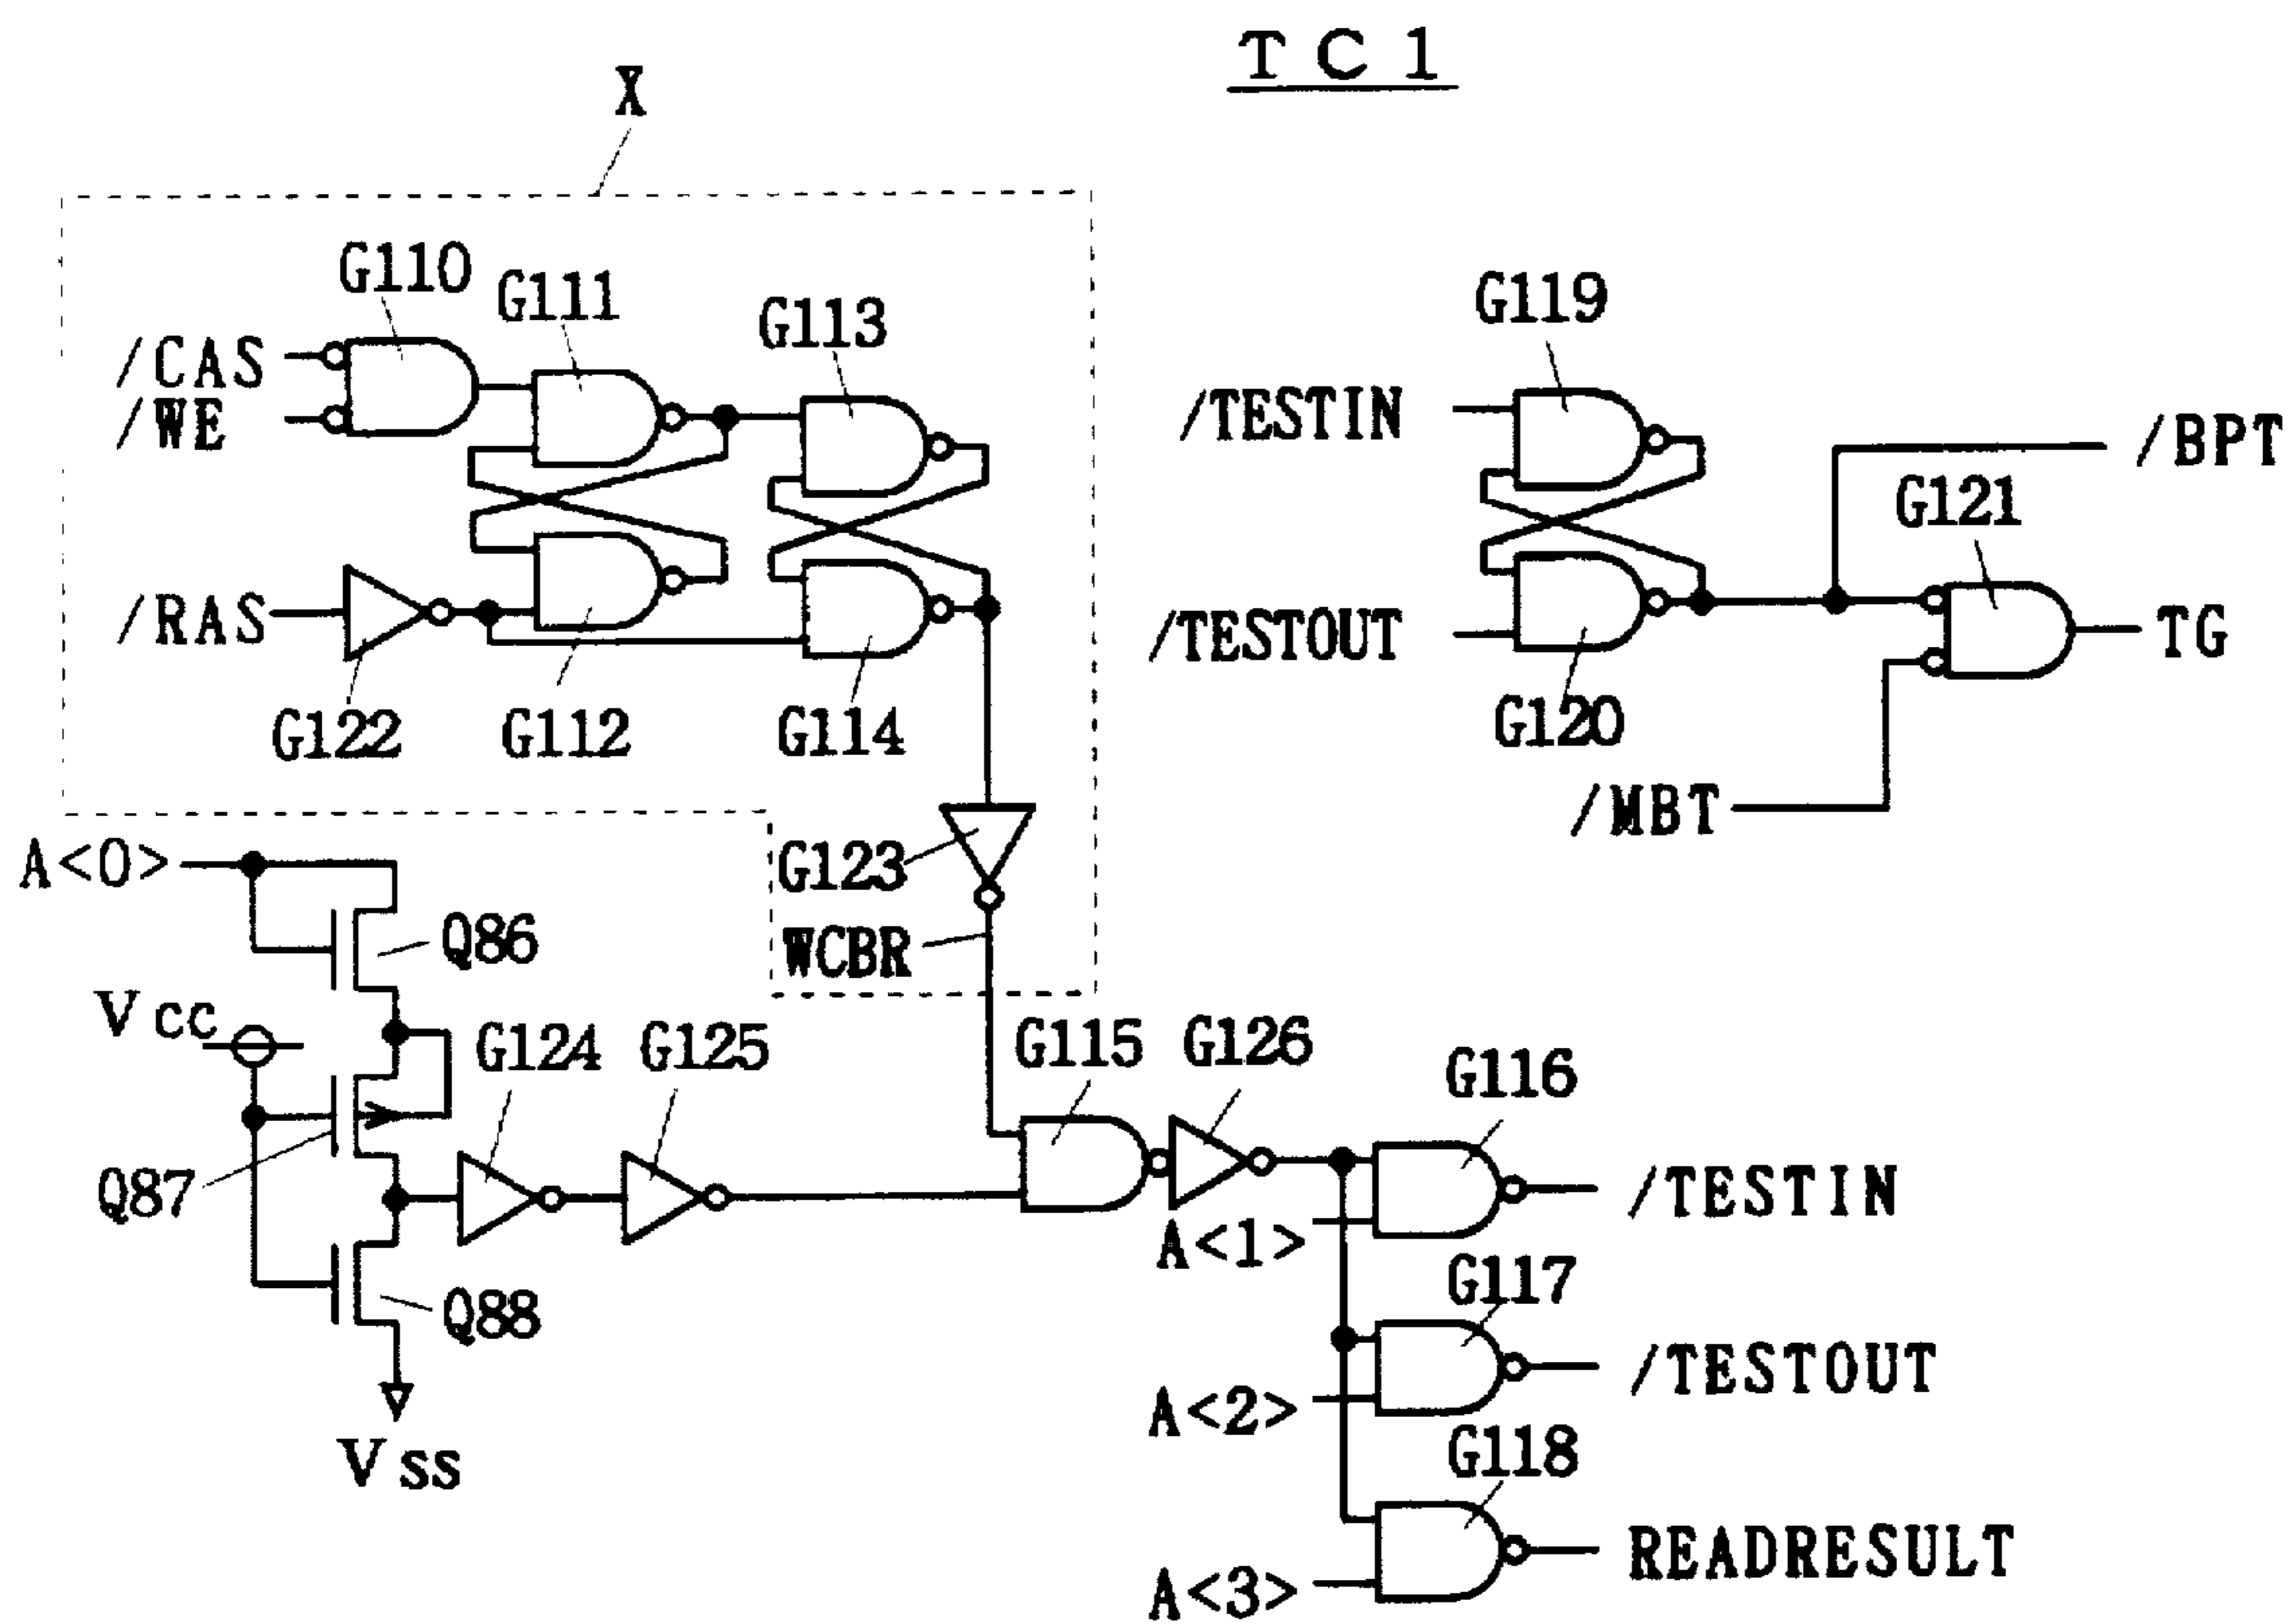 TC1
X
G110
G111
G113
/CAS
/WE
/RAS
G122
G112
G114
G119
/TESTIN
/BPT
G121
/TESTOUT
TG
G120
/MBT
A<0>
G123
Q86
WCBR
Vcc
G124
G125
G115
G126
G116
Q87
/TESTIN
A<1>
G117
Q88
/TESTOUT
A<2>
Vss
G118
READRESULT
A<3>